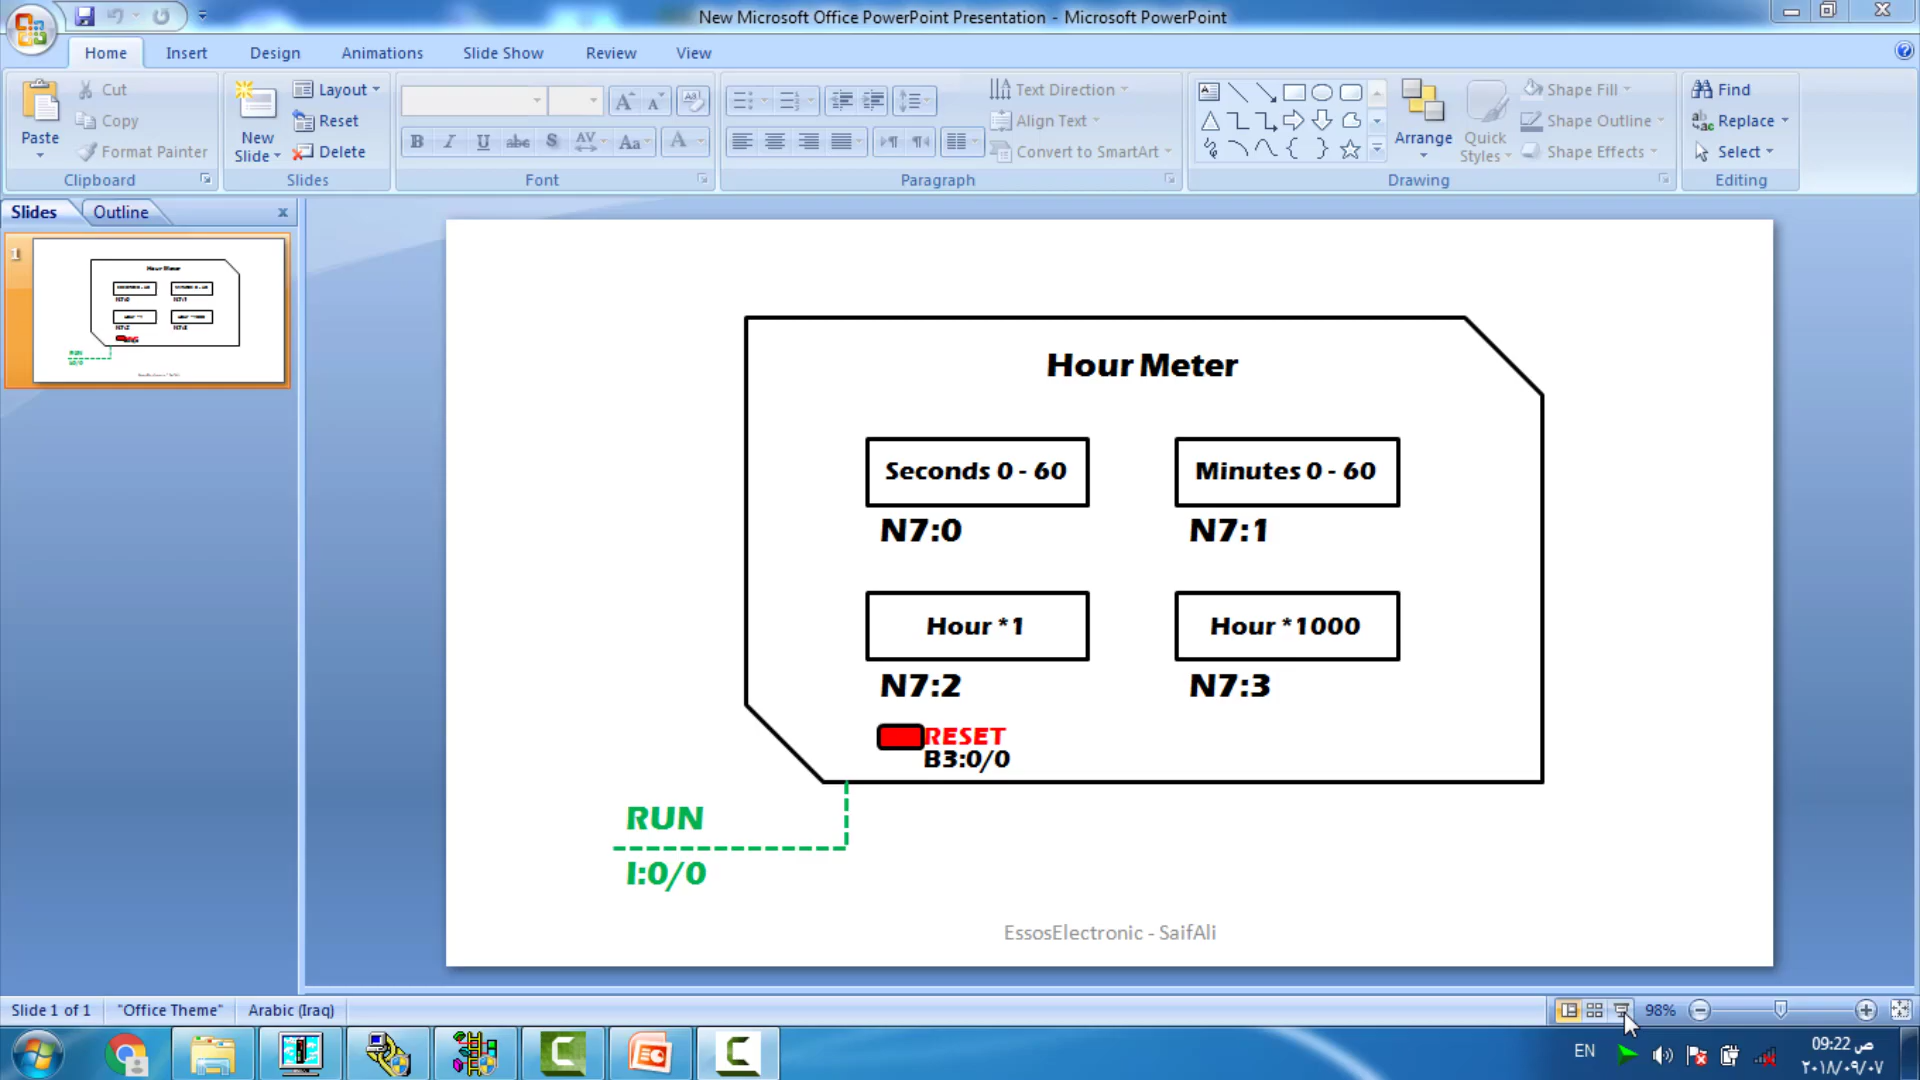 New Microsoft Office PowerPoint Presentation - Microsoft PowerPoint
Home Insert Design Animations Slide Show Review View
Paste
Cut
Copy
Format Painter
Clipboard
New Slide
Layout
Reset
Delete
Slides
Font
Text Direction
Align Text
Convert to SmartArt
Paragraph
Arrange
Quick Styles
Shape Fill
Shape Outline
Shape Effects
Drawing
Find
Replace
Select
Editing
Slides Outline
1
Hour Meter
Seconds 0 - 60
N7:0
Minutes 0 - 60
N7:1
Hour *1
N7:2
Hour *1000
N7:3
RESET
B3:0/0
RUN
I:0/0
EssosElectronic - SaifAli
Slide 1 of 1 "Office Theme" Arabic (Iraq) 98%
EN
09:22 ص
٢٠١٨/٠٩/٠٧